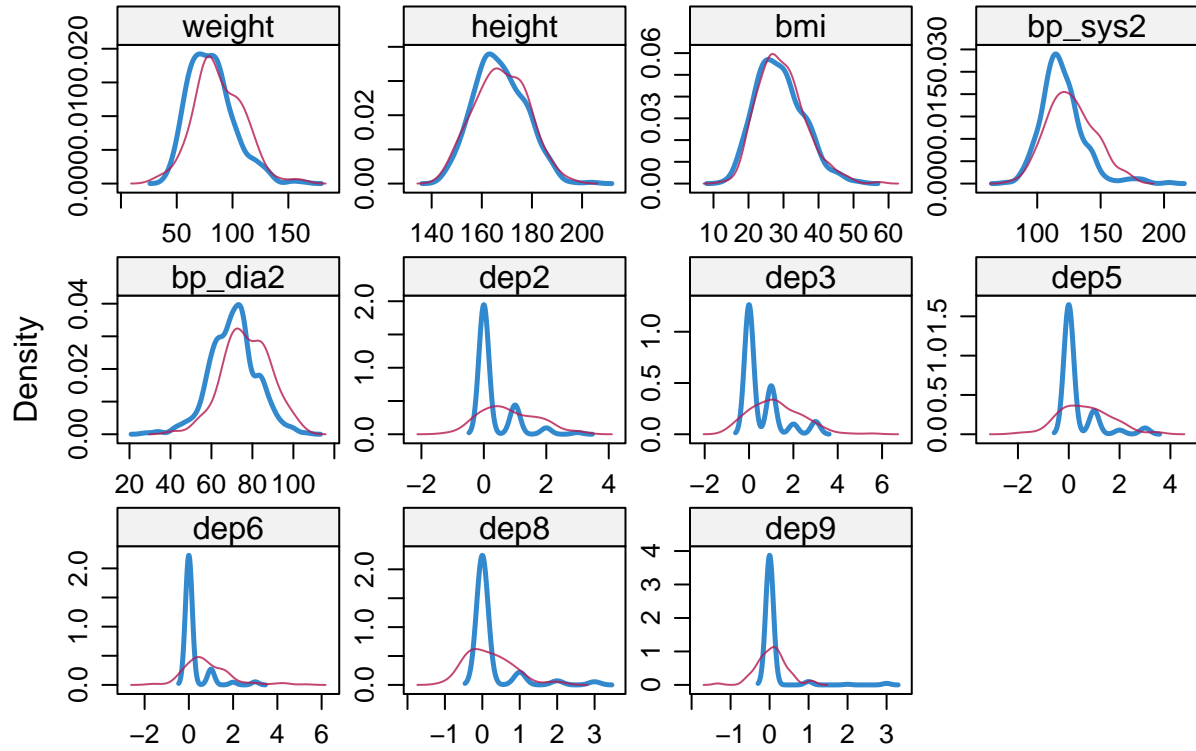 weight
height
bmi
bp_sys2
0.000 0.010 0.020
0.00 0.02
0.00 0.03 0.06
0.000 0.015 0.030
50 100 150
140 160 180 200
10 20 30 40 50 60
100 150 200
bp_dia2
dep2
dep3
dep5
Density
0.00 0.02 0.04
0.0 1.0 2.0
0.0 0.5 1.0
0.0 0.5 1.0 1.5
20 40 60 80 100
−2 0 2 4
−2 0 2 4 6
−2 0 2 4
dep6
dep8
dep9
0.0 1.0 2.0
0.0 1.0 2.0
0 1 2 3 4
−2 0 2 4 6
−1 0 1 2 3
−1 0 1 2 3